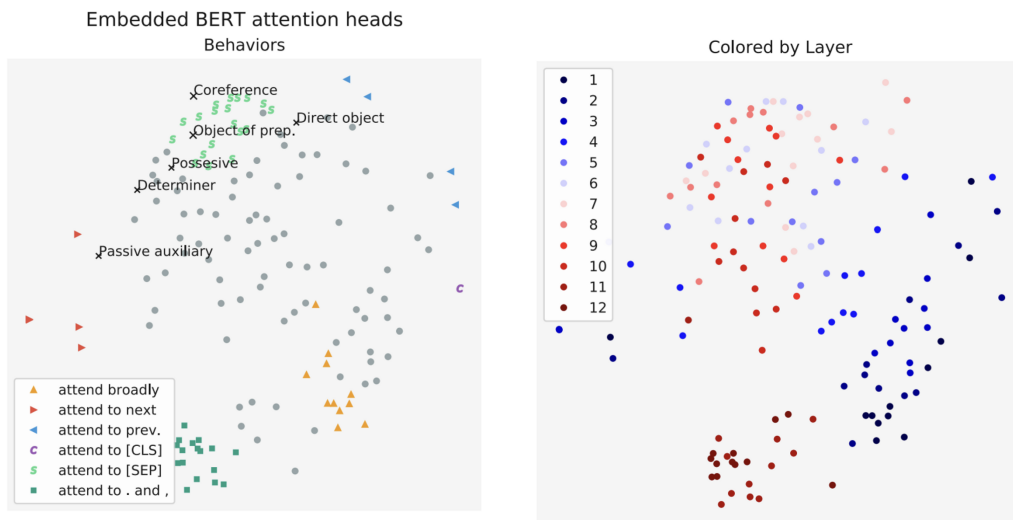 Embedded BERT attention heads
Behaviors
Coreference
Direct object
Object of prep.
Possesive
Determiner
Passive auxiliary
attend broadly
attend to next
attend to prev.
attend to [CLS]
attend to [SEP]
attend to . and ,
Colored by Layer
1
2
3
4
5
6
7
8
9
10
11
12